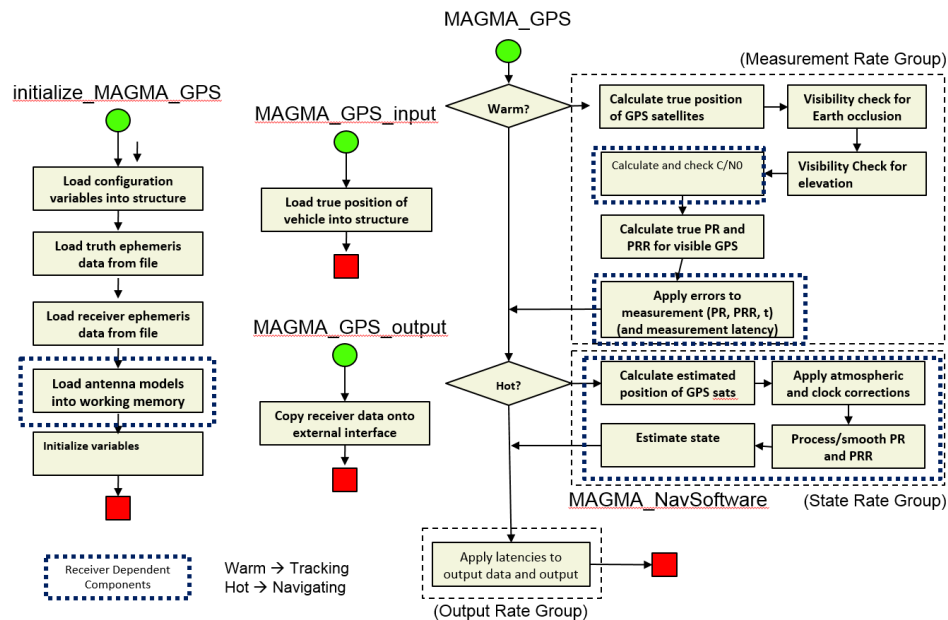 MAGMA_GPS
(Measurement Rate Group)
initialize_MAGMA_GPS
Load configuration
variables into structure
Load truth ephemeris
data from file
Load receiver ephemeris
data from file
Load antenna models
into working memory
Initialize variables
MAGMA_GPS_input
Load true position of
vehicle into structure
MAGMA_GPS_output
Copy receiver data onto
external interface
Warm?
Calculate true position
of GPS satellites
Visibility check for
Earth occlusion
Calculate and check C/N0
Visibility Check for
elevation
Calculate true PR and
PRR for visible GPS
Apply errors to
measurement (PR, PRR, t)
(and measurement latency)
Hot?
Calculate estimated
position of GPS sats
Apply atmospheric
and clock corrections
Estimate state
Process/smooth PR
and PRR
MAGMA_NavSoftware
(State Rate Group)
Apply latencies to
output data and output
(Output Rate Group)
Receiver Dependent
Components
Warm → Tracking
Hot → Navigating